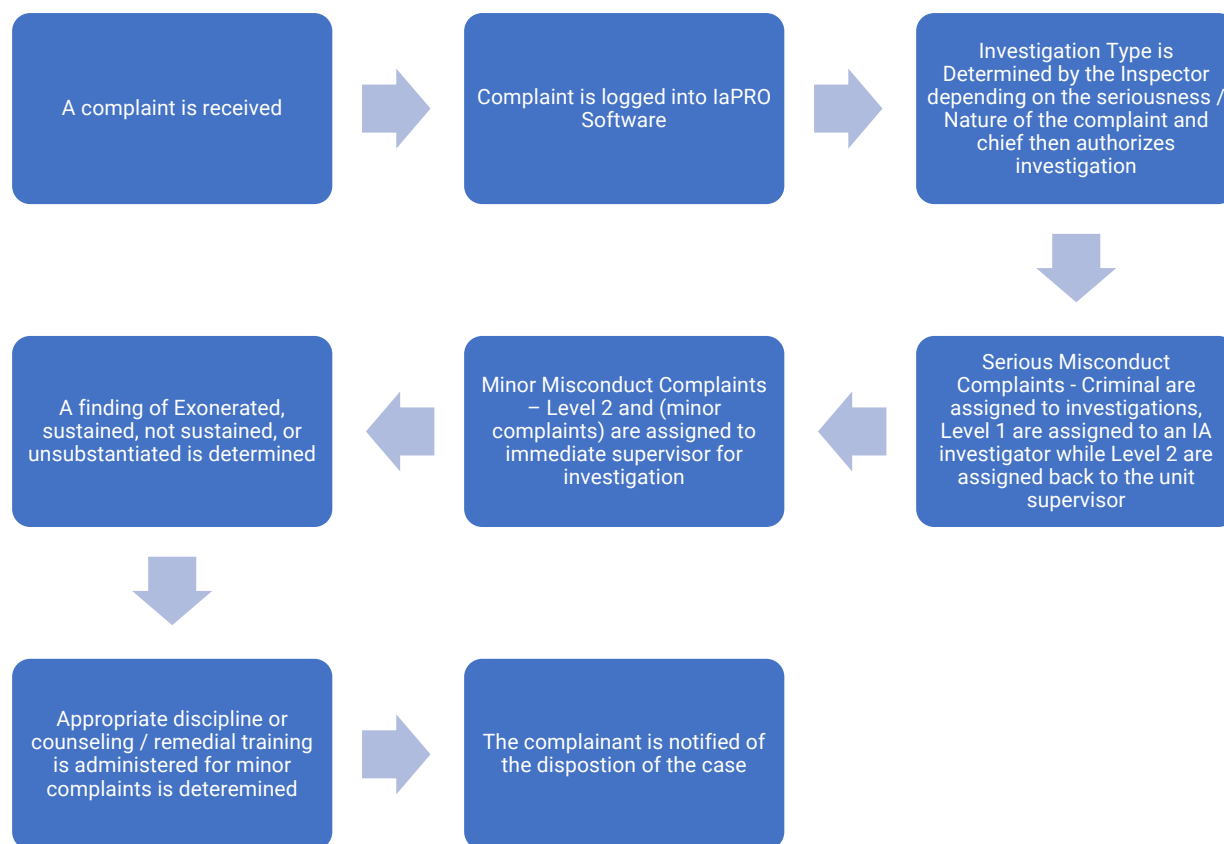 A complaint is received
Complaint is logged into IaPRO
Software
Investigation Type is
Determined by the Inspector
depending on the seriousness /
Nature of the complaint and
chief then authorizes
investigation
Serious Misconduct
Complaints - Criminal are
assigned to investigations,
Level 1 are assigned to an IA
investigator while Level 2 are
assigned back to the unit
supervisor
Minor Misconduct Complaints
– Level 2 and (minor
complaints) are assigned to
immediate supervisor for
investigation
A finding of Exonerated,
sustained, not sustained, or
unsubstantiated is determined
Appropriate discipline or
counseling / remedial training
is administered for minor
complaints is deteremined
The complainant is notified of
the dispostion of the case